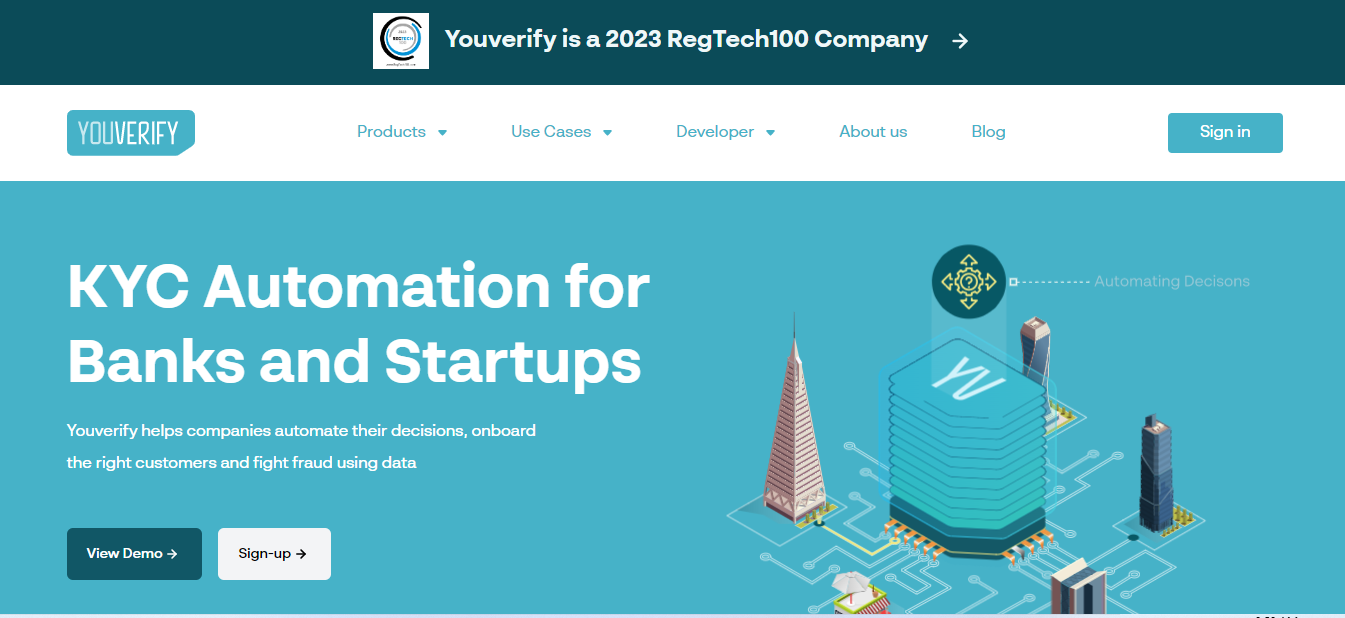 Youverify is a 2023 RegTech100 Company →
REGTECH
YOUVERIFY
Products
Use Cases
Developer
About us
Blog
Sign in
KYC Automation for
Banks and Startups
Youverify helps companies automate their decisions, onboard
the right customers and fight fraud using data
View Demo →
Sign-up →
?
Automating Decisons
YV